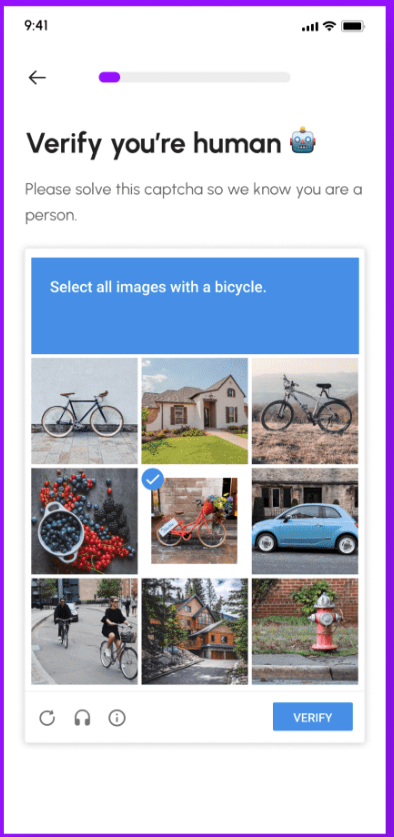 9:41
Verify you're human
Please solve this captcha so we know you are a
person.
Select all images with a bicycle.
VERIFY